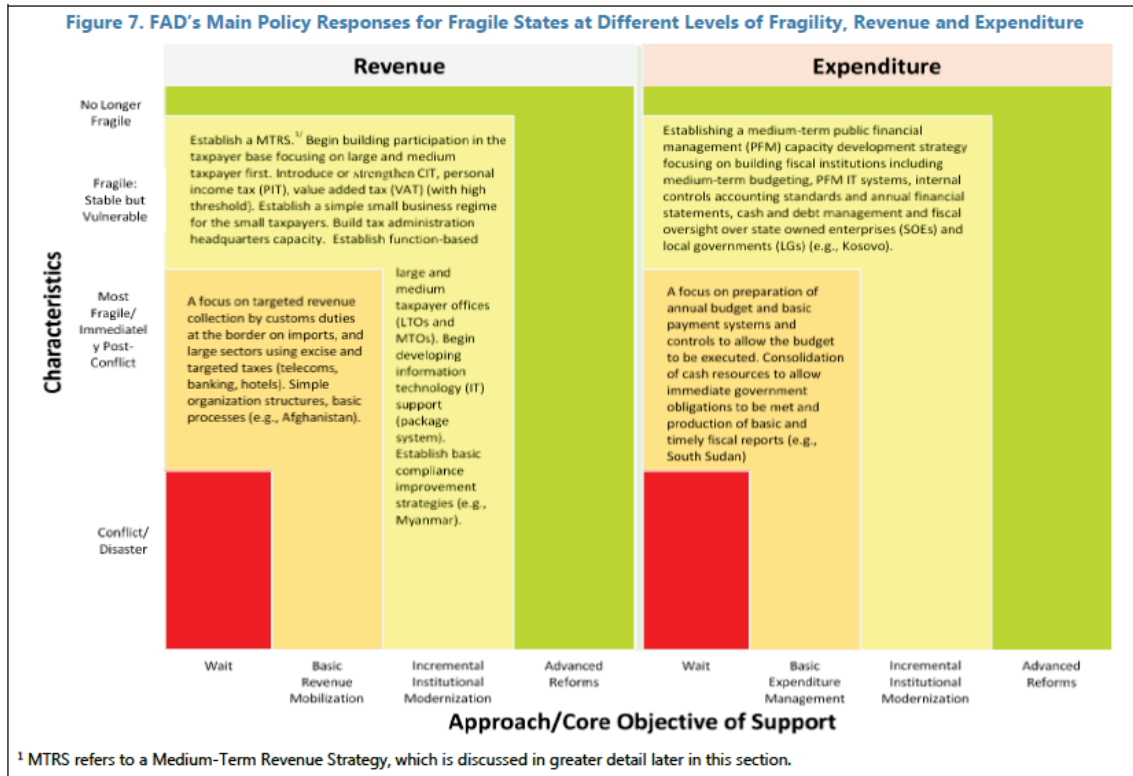 Figure 7. FAD's Main Policy Responses for Fragile States at Different Levels of Fragility, Revenue and Expenditure
Revenue
Expenditure
Characteristics
No Longer
Fragile
Fragile:
Stable but
Vulnerable
Most
Fragile/
Immediatel
y Post-
Conflict
Conflict/
Disaster
Establish a MTRS.1/ Begin building participation in the
taxpayer base focusing on large and medium
taxpayer first. Introduce or strengthen CIT, personal
income tax (PIT), value added tax (VAT) (with high
threshold). Establish a simple small business regime
for the small taxpayers. Build tax administration
headquarters capacity.  Establish function-based
large and
medium
taxpayer offices
(LTOs and
MTOs). Begin
developing
information
technology (IT)
support
(package
system).
Establish basic
compliance
improvement
strategies (e.g.,
Myanmar).
A focus on targeted revenue
collection by customs duties
at the border on imports, and
large sectors using excise and
targeted taxes (telecoms,
banking, hotels). Simple
organization structures, basic
processes (e.g., Afghanistan).
Establishing a medium-term public financial
management (PFM) capacity development strategy
focusing on building fiscal institutions including
medium-term budgeting, PFM IT systems, internal
controls accounting standards and annual financial
statements, cash and debt management and fiscal
oversight over state owned enterprises (SOEs) and
local governments (LGs) (e.g., Kosovo).
A focus on preparation of
annual budget and basic
payment systems and
controls to allow the budget
to be executed. Consolidation
of cash resources to allow
immediate government
obligations to be met and
production of basic and
timely fiscal reports (e.g.,
South Sudan)
Wait
Basic
Revenue
Mobilization
Incremental
Institutional
Modernization
Advanced
Reforms
Wait
Basic
Expenditure
Management
Incremental
Institutional
Modernization
Advanced
Reforms
Approach/Core Objective of Support
1 MTRS refers to a Medium-Term Revenue Strategy, which is discussed in greater detail later in this section.